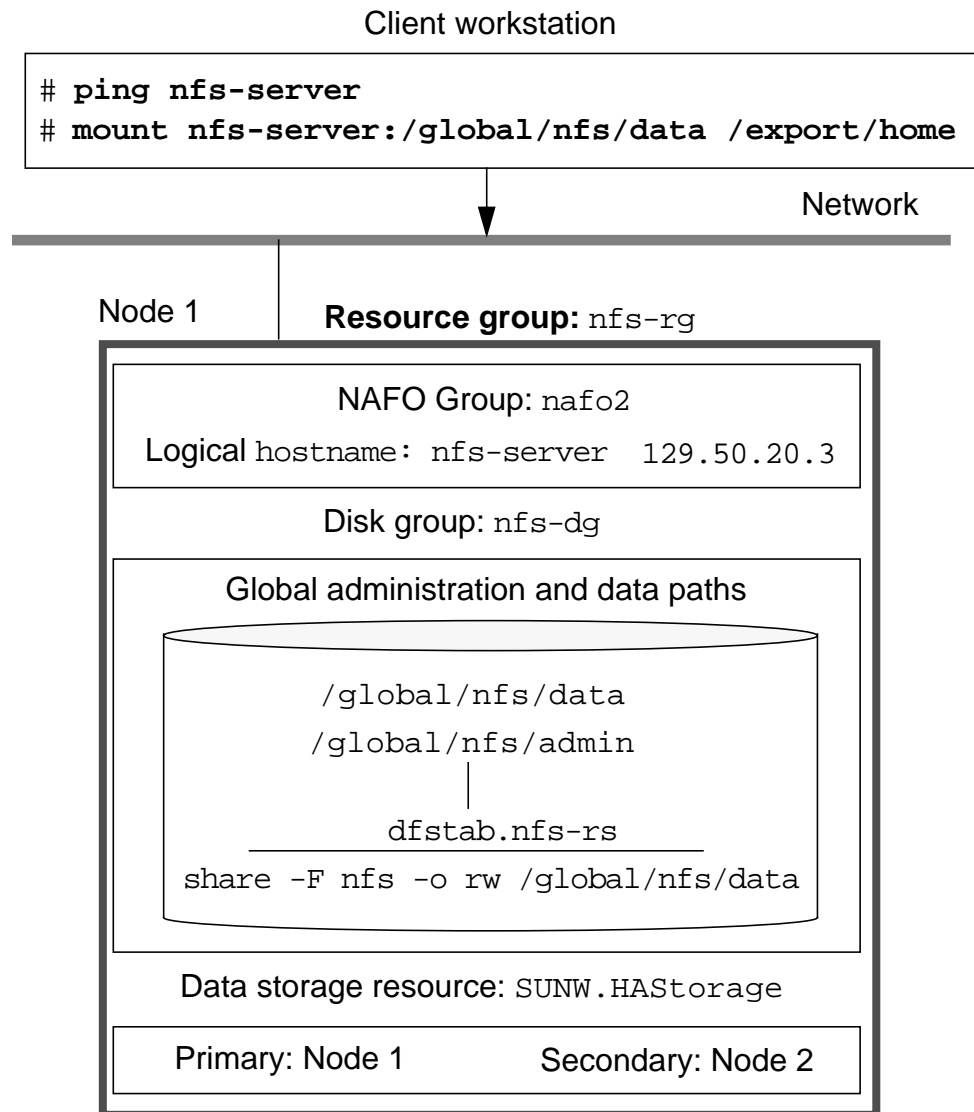 Client workstation
# ping nfs-server
# mount nfs-server:/global/nfs/data /export/home
Network
Node 1
Resource group: nfs-rg
NAFO Group: nafo2
Logical hostname: nfs-server 129.50.20.3
Disk group: nfs-dg
Global administration and data paths
/global/nfs/data
/global/nfs/admin
dfstab.nfs-rs
share -F nfs -o rw /global/nfs/data
Data storage resource: SUNW.HAStorage
Primary: Node 1 Secondary: Node 2